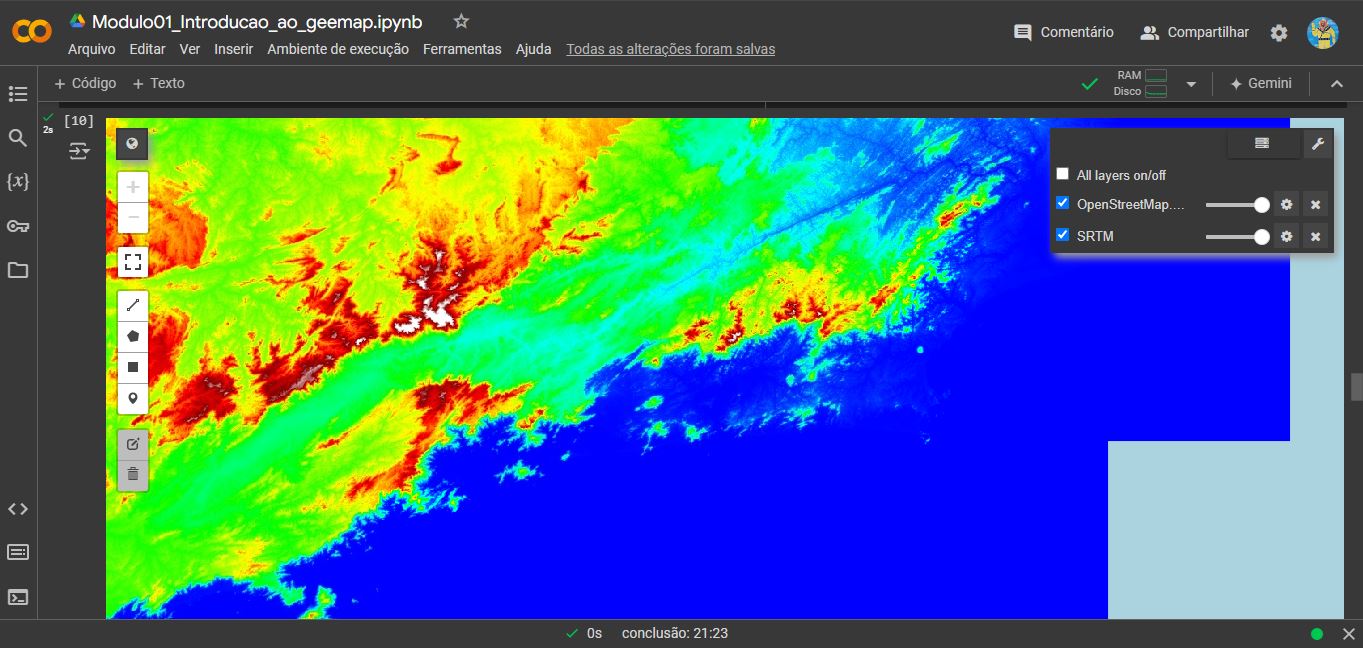 Modulo01_Introducao_ao_geemap.ipynb
Comentário
Compartilhar
Arquivo Editar Ver Inserir Ambiente de execução Ferramentas Ajuda Todas as alterações foram salvas
+ Código + Texto
RAM
Disco
Gemini
2s
[10]
{x}
All layers on/off
OpenStreetMap....
SRTM
0s conclusão: 21:23